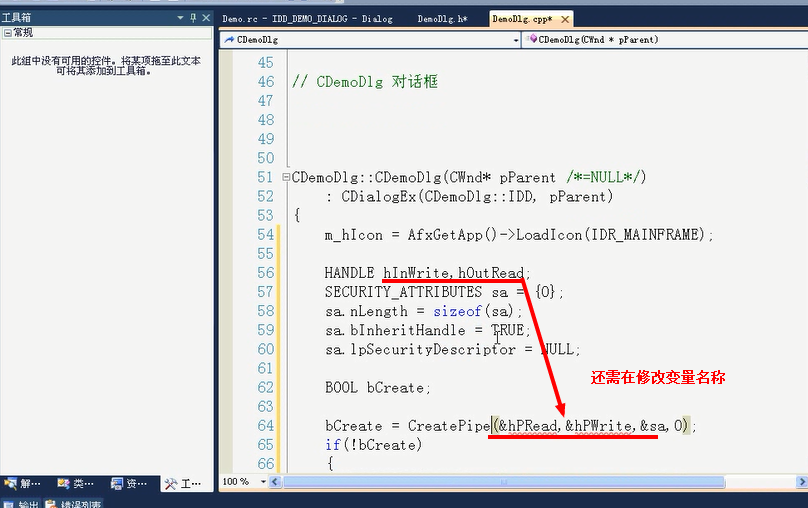 工具箱
常规
此组中没有可用的控件。将某项拖至此文本
可将其添加到工具箱。
Demo.rc - IDD_DEMO_DIALOG - Dialog
DemoDlg.h*
DemoDlg.cpp*
CDemoDlg
CDemoDlg(CWnd * pParent)
45
46 // CDemoDlg 对话框
47
48
49
50
51 CDemoDlg::CDemoDlg(CWnd* pParent /*=NULL*/)
52 : CDialogEx(CDemoDlg::IDD, pParent)
53 {
54 m_hIcon = AfxGetApp()->LoadIcon(IDR_MAINFRAME);
55
56 HANDLE hInWrite,hOutRead;
57 SECURITY_ATTRIBUTES sa = {0};
58 sa.nLength = sizeof(sa);
59 sa.bInheritHandle = TRUE;
60 sa.lpSecurityDescriptor = NULL;
61
62 BOOL bCreate;
63
64 bCreate = CreatePipe(&hPRead,&hPWrite,&sa,0);
65 if(!bCreate)
66 {
还需在修改变量名称
解... 类... 资... 工...
100 %
输出 错误列表